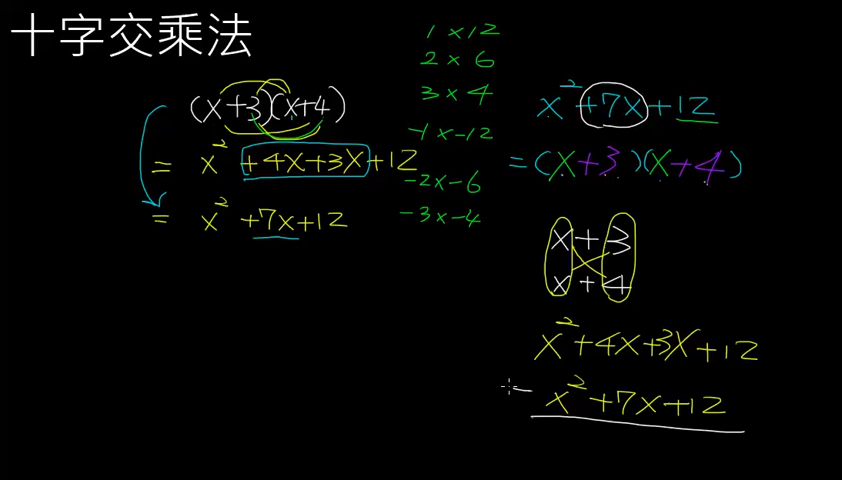 十字交乘法
(x+3)(x+4)
= x² +4x+3x+12
= x² +7x+12
1 × 12
2 × 6
3 × 4
-1 x -12
-2 x -6
-3 x -4
x² +7x+12
=(x+3)(x+4)
x+3
x+4
x²+4x+3x+12
x²+7x+12